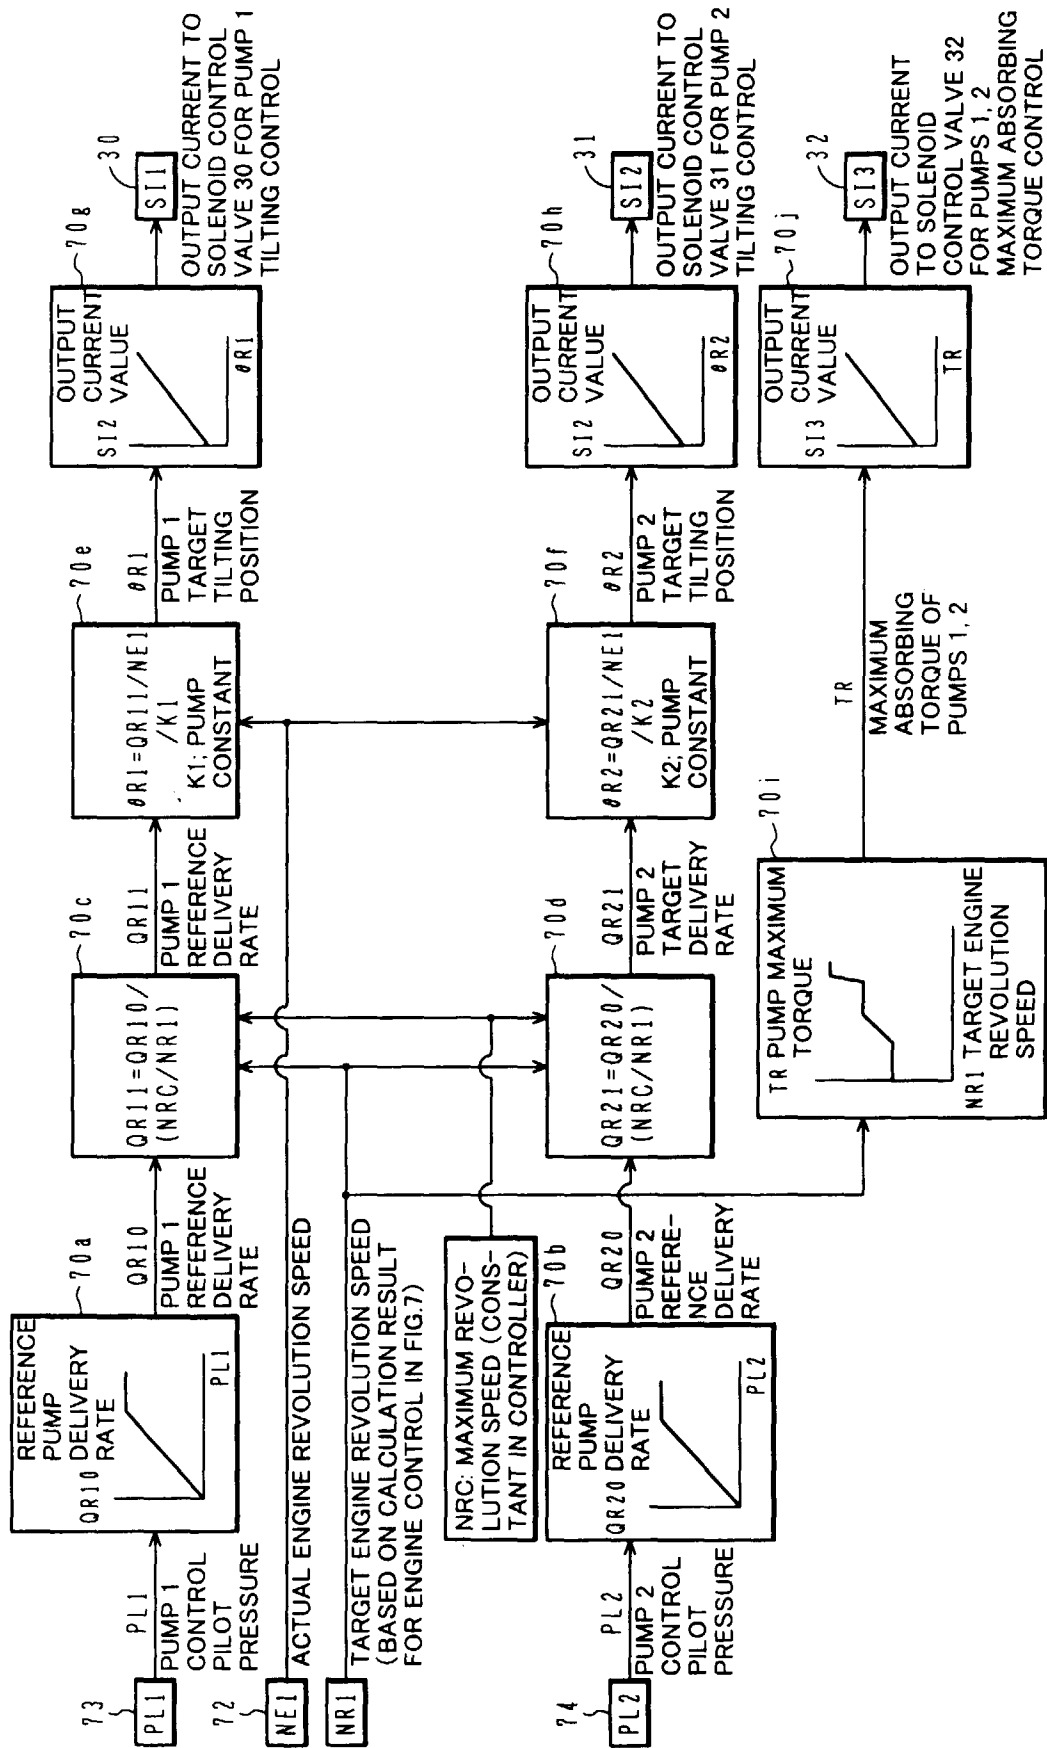 73
PL1
PL1
PUMP 1
CONTROL
PILOT
PRESSURE
REFERENCE
PUMP
DELIVERY
RATE
QR10
PL1
70a
QR10
PUMP 1
REFERENCE
DELIVERY
RATE
70c
QR11=QR10/
(NRC/NR1)
QR11
PUMP 1
REFERENCE
DELIVERY
RATE
70e
θR1=QR11/NE1
/K1
K1; PUMP
CONSTANT
θR1
PUMP 1
TARGET
TILTING
POSITION
70g
OUTPUT
CURRENT
VALUE
SI2
θR1
30
SI1
OUTPUT CURRENT TO
SOLENOID CONTROL
VALVE 30 FOR PUMP 1
TILTING CONTROL
72
NE1
ACTUAL ENGINE REVOLUTION SPEED
NR1
TARGET ENGINE REVOLUTION SPEED
(BASED ON CALCULATION RESULT
FOR ENGINE CONTROL IN FIG.7)
NRC: MAXIMUM REVO-
LUTION SPEED (CONS-
TANT IN CONTROLLER)
74
PL2
PL2
PUMP 2
CONTROL
PILOT
PRESSURE
70b
REFERENCE
PUMP
DELIVERY
RATE
QR20
PL2
QR20
PUMP 2
REFERE-
NCE
DELIVERY
RATE
70d
QR21=QR20/
(NRC/NR1)
QR21
PUMP 2
TARGET
DELIVERY
RATE
70f
θR2=QR21/NE1
/K2
K2; PUMP
CONSTANT
θR2
PUMP 2
TARGET
TILTING
POSITION
70h
OUTPUT
CURRENT
VALUE
SI2
θR2
31
SI2
OUTPUT CURRENT TO
SOLENOID CONTROL
VALVE 31 FOR PUMP 2
TILTING CONTROL
70i
TR PUMP MAXIMUM
TORQUE
NR1 TARGET ENGINE
REVOLUTION
SPEED
TR
MAXIMUM
ABSORBING
TORQUE OF
PUMPS 1, 2
70j
OUTPUT
CURRENT
VALUE
SI3
TR
32
SI3
OUTPUT CURRENT
TO SOLENOID
CONTROL VALVE 32
FOR PUMPS 1, 2
MAXIMUM ABSORBING
TORQUE CONTROL